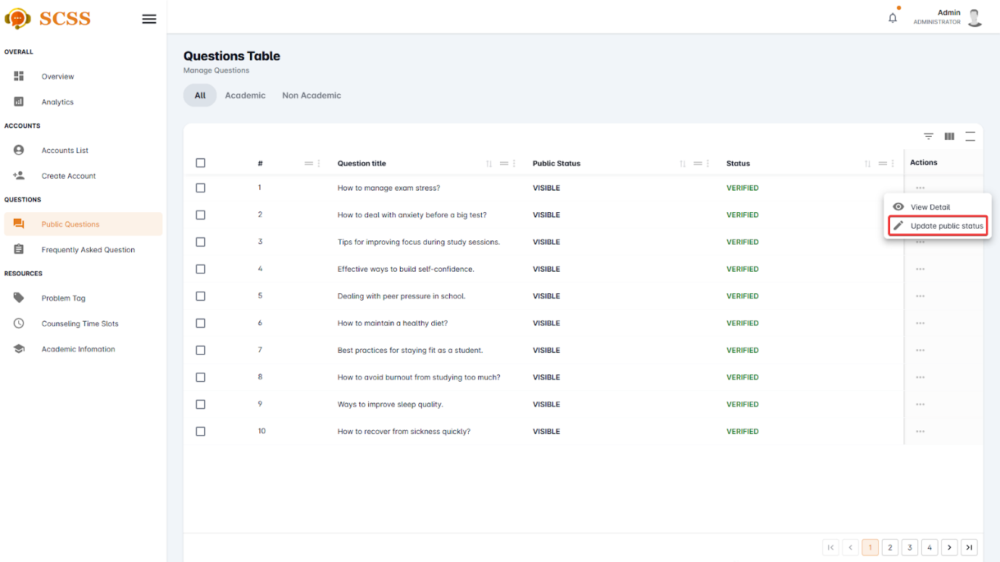 SCSS
Admin
ADMINISTRATOR
OVERALL
Overview
Analytics
ACCOUNTS
Accounts List
Create Account
QUESTIONS
Public Questions
Frequently Asked Question
RESOURCES
Problem Tag
Counseling Time Slots
Academic Infomation
Questions Table
Manage Questions
All Academic Non Academic
# Question title Public Status Status Actions
1 How to manage exam stress? VISIBLE VERIFIED
2 How to deal with anxiety before a big test? VISIBLE VERIFIED
3 Tips for improving focus during study sessions. VISIBLE VERIFIED
4 Effective ways to build self-confidence. VISIBLE VERIFIED
5 Dealing with peer pressure in school. VISIBLE VERIFIED
6 How to maintain a healthy diet? VISIBLE VERIFIED
7 Best practices for staying fit as a student. VISIBLE VERIFIED
8 How to avoid burnout from studying too much? VISIBLE VERIFIED
9 Ways to improve sleep quality. VISIBLE VERIFIED
10 How to recover from sickness quickly? VISIBLE VERIFIED
View Detail
Update public status
1 2 3 4